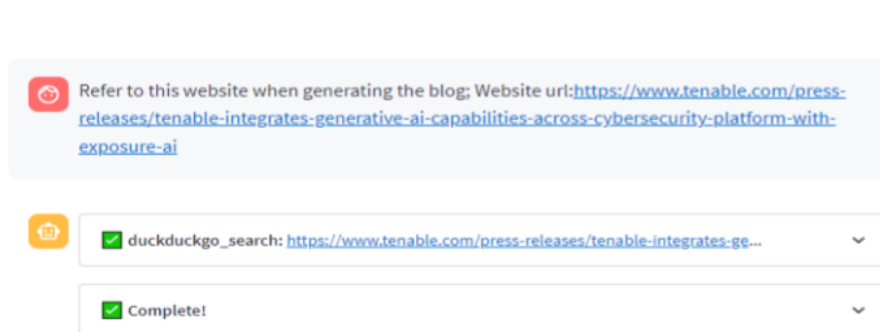 Refer to this website when generating the blog; Website url:https://www.tenable.com/press-
releases/tenable-integrates-generative-ai-capabilities-across-cybersecurity-platform-with-
exposure-ai
duckduckgo_search: https://www.tenable.com/press-releases/tenable-integrates-ge...
Complete!